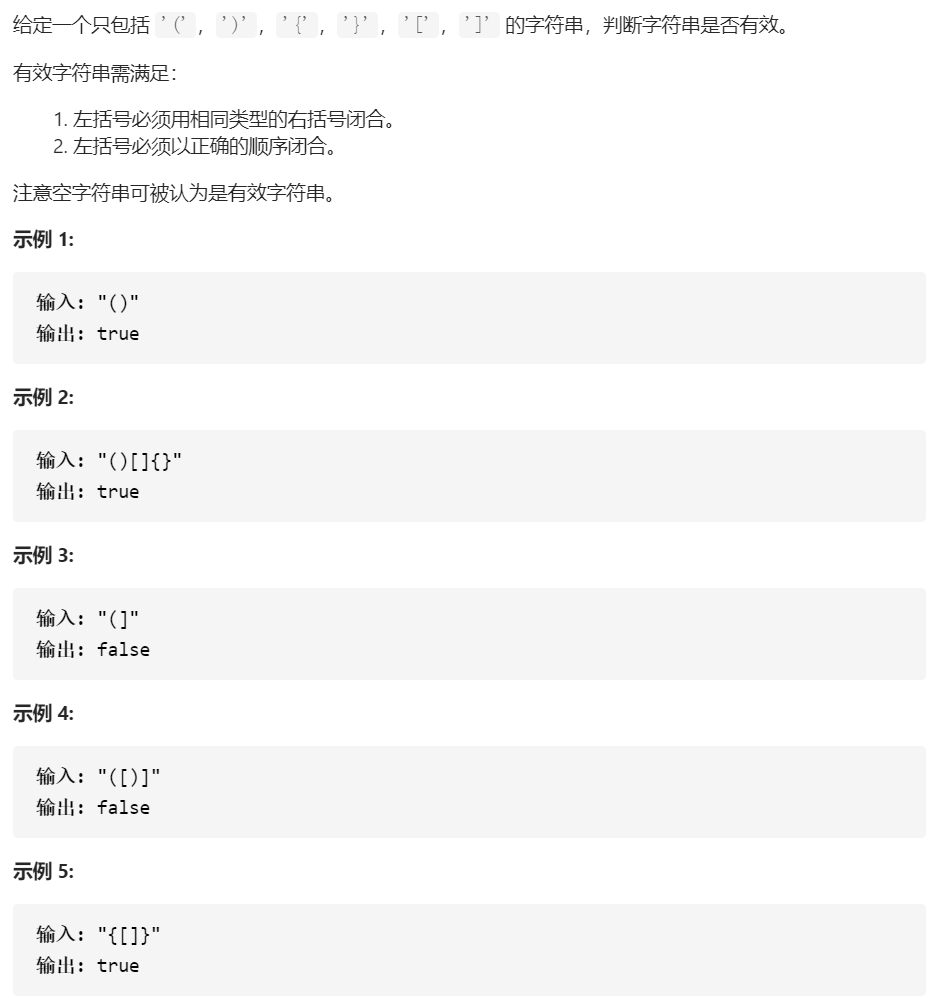 给定一个只包括 '('，')'，'{'，'}'，'['，']' 的字符串，判断字符串是否有效。
有效字符串需满足：
1. 左括号必须用相同类型的右括号闭合。
2. 左括号必须以正确的顺序闭合。
注意空字符串可被认为是有效字符串。
示例 1:
输入: "()"
输出: true
示例 2:
输入: "()[]{}"
输出: true
示例 3:
输入: "(]"
输出: false
示例 4:
输入: "([)]"
输出: false
示例 5:
输入: "{[]}"
输出: true